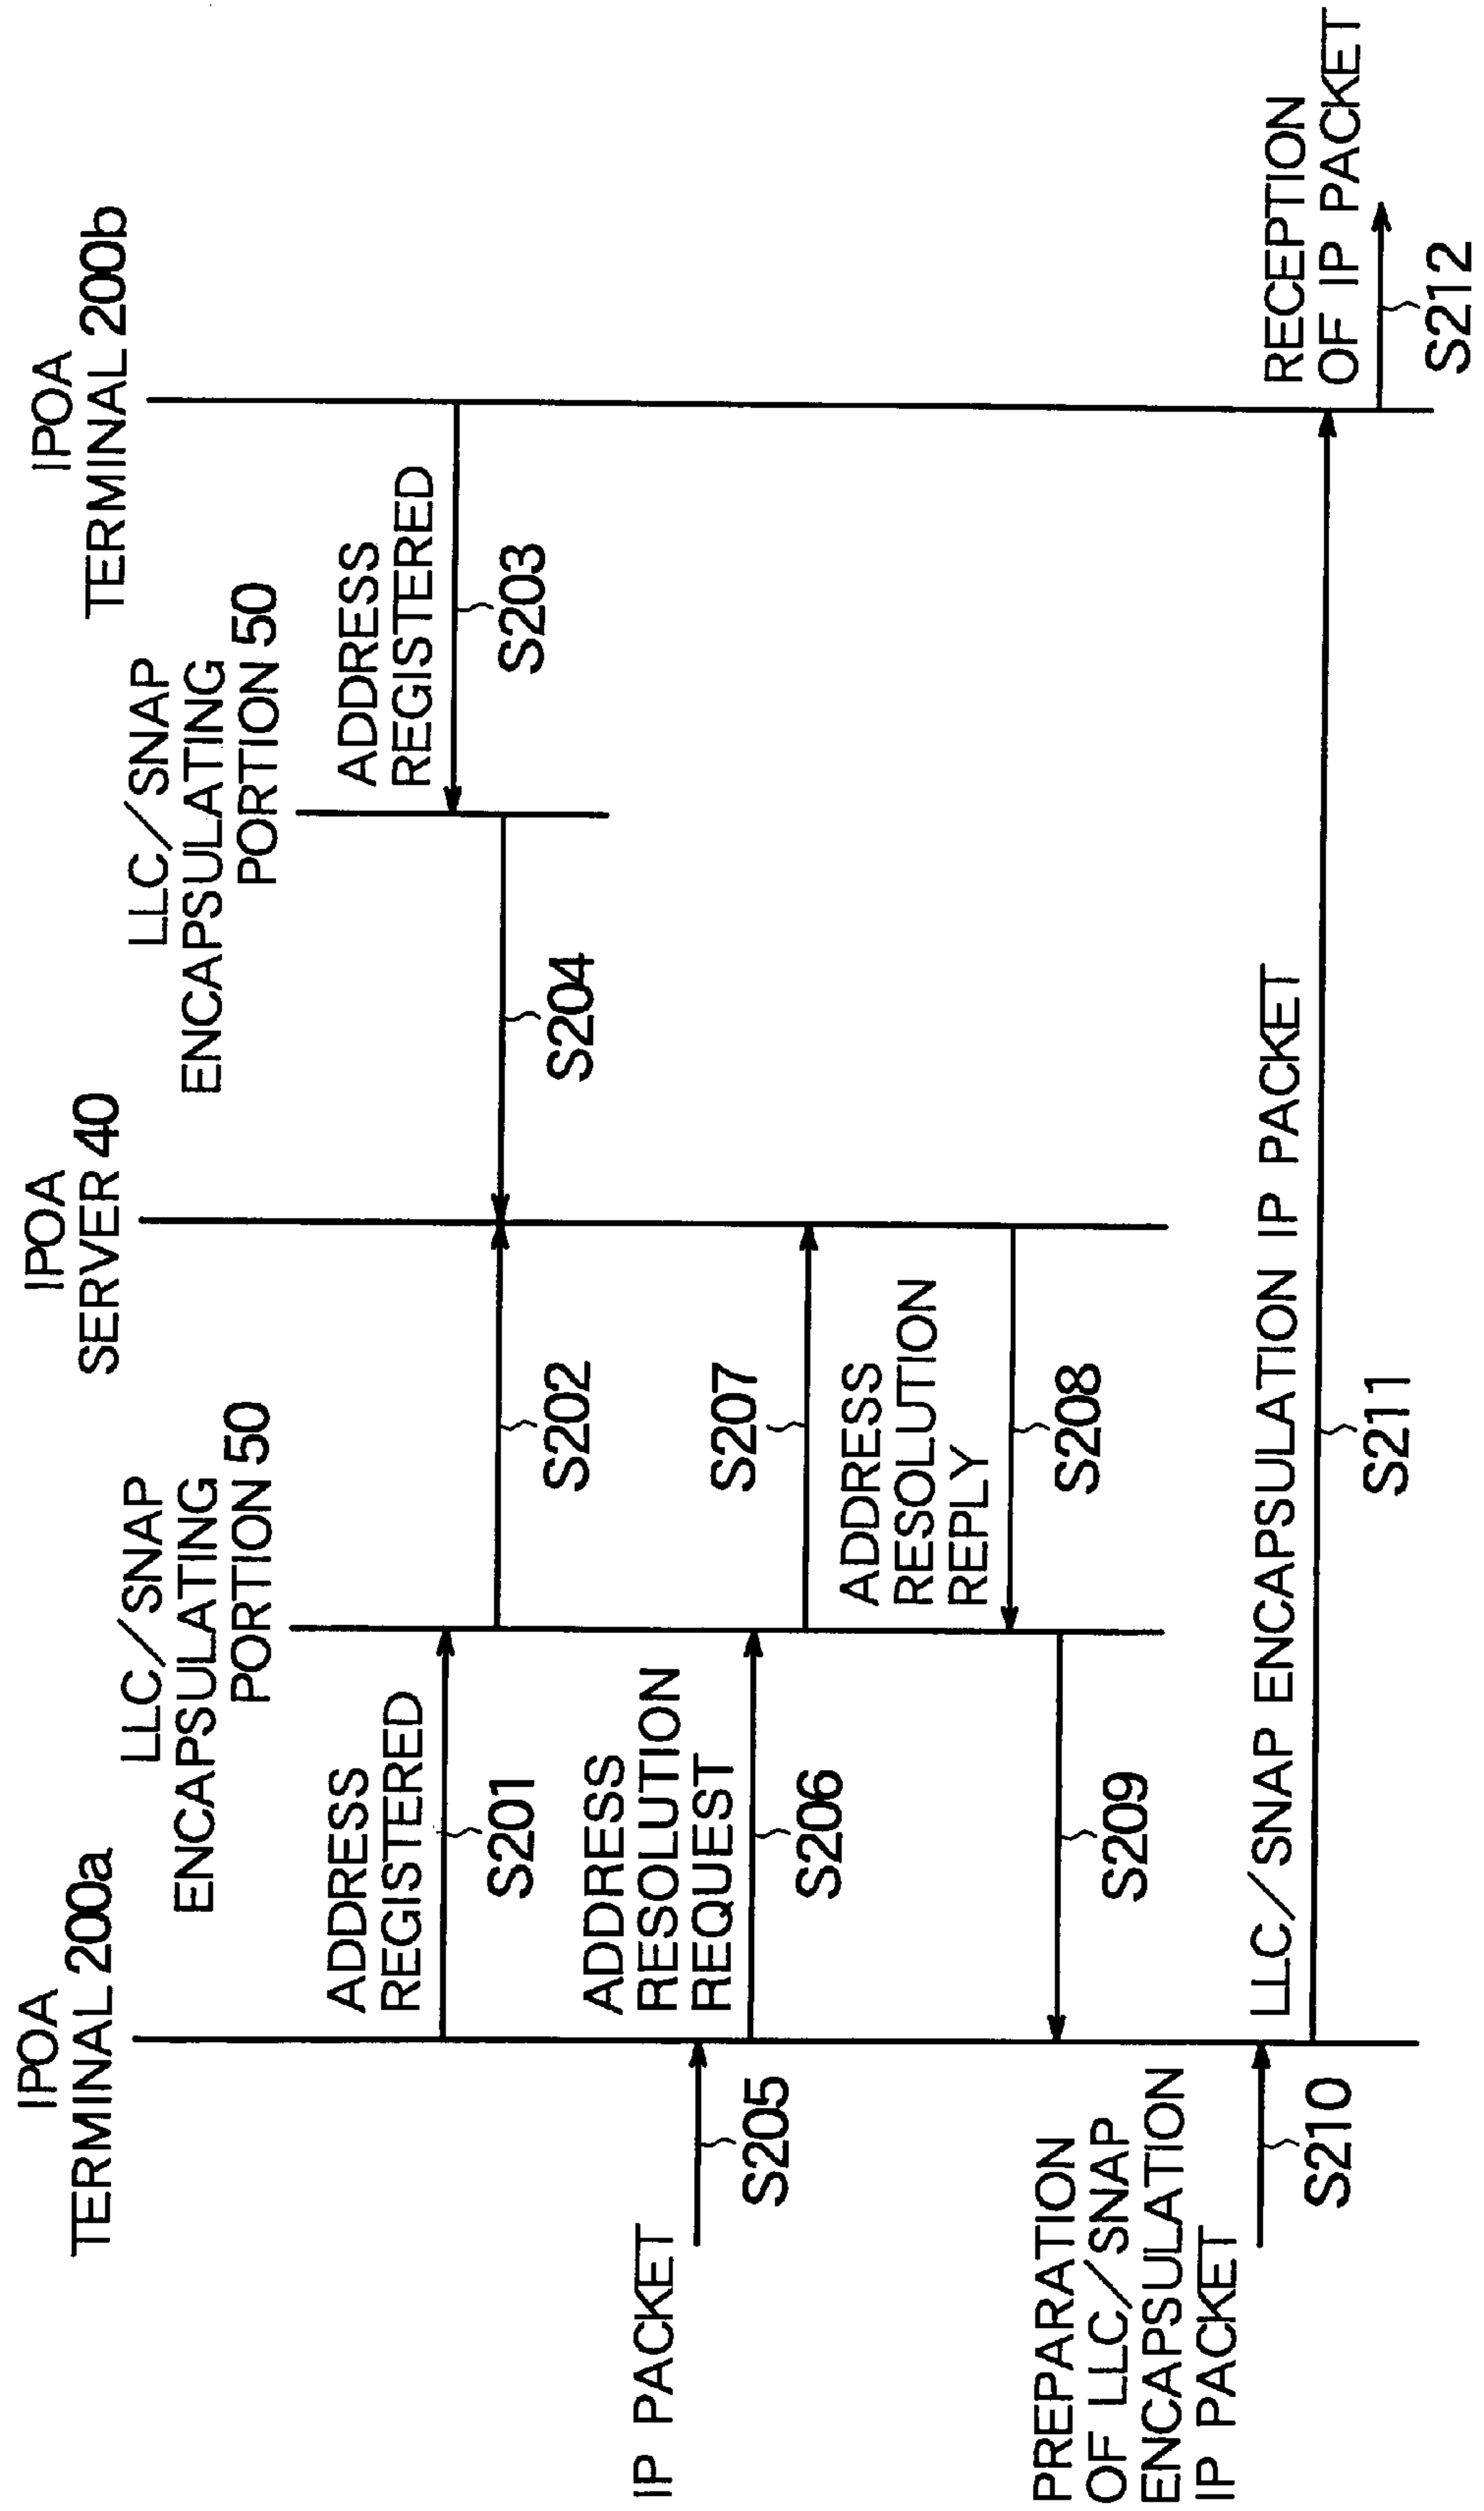 IPOA
TERMINAL 200a
LLC/SNAP
ENCAPSULATING
PORTION 50
IPOA
SERVER 40
LLC/SNAP
ENCAPSULATING
PORTION 50
IPOA
TERMINAL 200b
ADDRESS
REGISTERED
S201
S202
ADDRESS
REGISTERED
S203
S204
IP PACKET
S205
ADDRESS
RESOLUTION
REQUEST
S206
S207
ADDRESS
RESOLUTION
REPLY
S208
S209
PREPARATION
OF LLC/SNAP
ENCAPSULATION
IP PACKET
S210
LLC/SNAP ENCAPSULATION IP PACKET
S211
RECEPTION
OF IP PACKET
S212